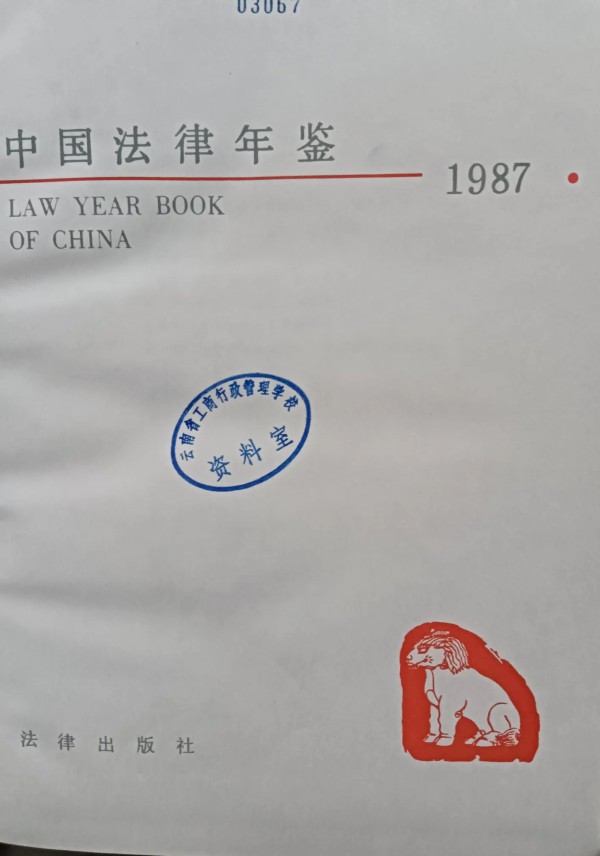 03067
中国法律年鉴
1987
LAW YEAR BOOK
OF CHINA
云南省工商行政管理学校
资料室
法律出版社